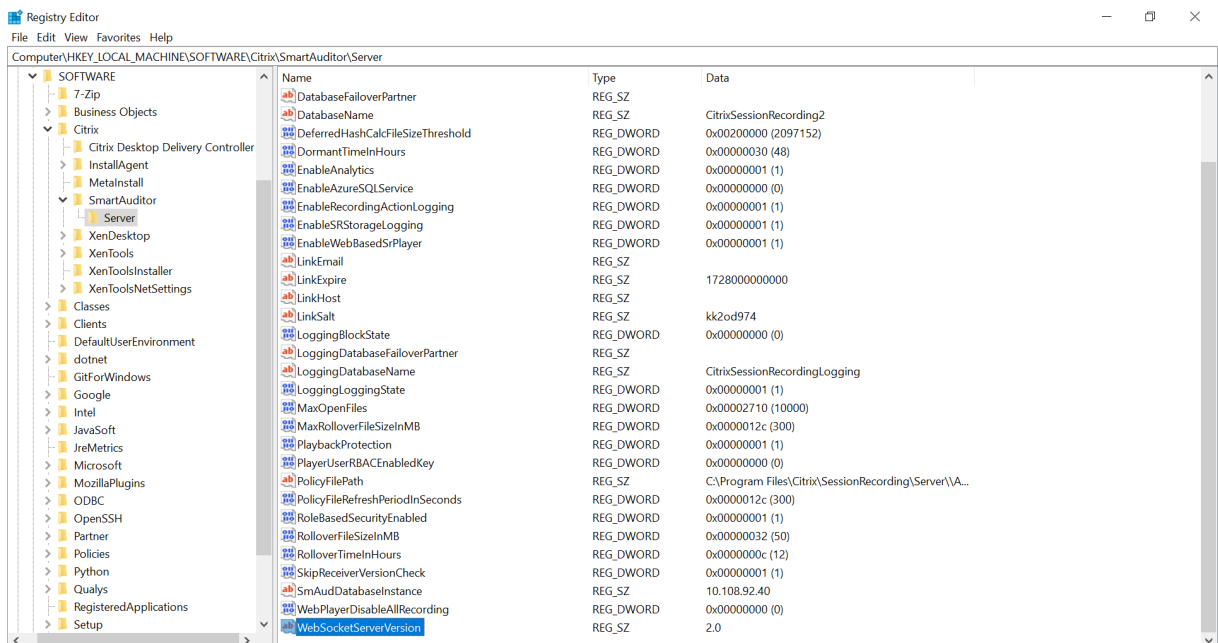 Registry Editor
File Edit View Favorites Help
Computer\HKEY_LOCAL_MACHINE\SOFTWARE\Citrix\SmartAuditor\Server
SOFTWARE
7-Zip
Business Objects
Citrix
Citrix Desktop Delivery Controller
InstallAgent
MetaInstall
SmartAuditor
Server
XenDesktop
XenTools
XenToolsInstaller
XenToolsNetSettings
Classes
Clients
DefaultUserEnvironment
dotnet
GitForWindows
Google
Intel
JavaSoft
JreMetrics
Microsoft
MozillaPlugins
ODBC
OpenSSH
Partner
Policies
Python
Qualys
RegisteredApplications
Setup
Name Type Data
DatabaseFailoverPartner REG_SZ
DatabaseName REG_SZ CitrixSessionRecording2
DeferredHashCalcFileSizeThreshold REG_DWORD 0x00200000 (2097152)
DormantTimeInHours REG_DWORD 0x00000030 (48)
EnableAnalytics REG_DWORD 0x00000001 (1)
EnableAzureSQLService REG_DWORD 0x00000000 (0)
EnableRecordingActionLogging REG_DWORD 0x00000001 (1)
EnableSRStorageLogging REG_DWORD 0x00000001 (1)
EnableWebBasedSrPlayer REG_DWORD 0x00000001 (1)
LinkEmail REG_SZ
LinkExpire REG_SZ 1728000000000
LinkHost REG_SZ
LinkSalt REG_SZ kk2od974
LoggingBlockState REG_DWORD 0x00000000 (0)
LoggingDatabaseFailoverPartner REG_SZ
LoggingDatabaseName REG_SZ CitrixSessionRecordingLogging
LoggingLoggingState REG_DWORD 0x00000001 (1)
MaxOpenFiles REG_DWORD 0x00002710 (10000)
MaxRolloverFileSizeInMB REG_DWORD 0x0000012c (300)
PlaybackProtection REG_DWORD 0x00000001 (1)
PlayerUserRBACEnabledKey REG_DWORD 0x00000000 (0)
PolicyFilePath REG_SZ C:\Program Files\Citrix\SessionRecording\Server\\A...
PolicyFileRefreshPeriodInSeconds REG_DWORD 0x0000012c (300)
RoleBasedSecurityEnabled REG_DWORD 0x00000001 (1)
RolloverFileSizeInMB REG_DWORD 0x00000032 (50)
RolloverTimeInHours REG_DWORD 0x0000000c (12)
SkipReceiverVersionCheck REG_DWORD 0x00000001 (1)
SmAudDatabaseInstance REG_SZ 10.108.92.40
WebPlayerDisableAllRecording REG_DWORD 0x00000000 (0)
WebSocketServerVersion REG_SZ 2.0